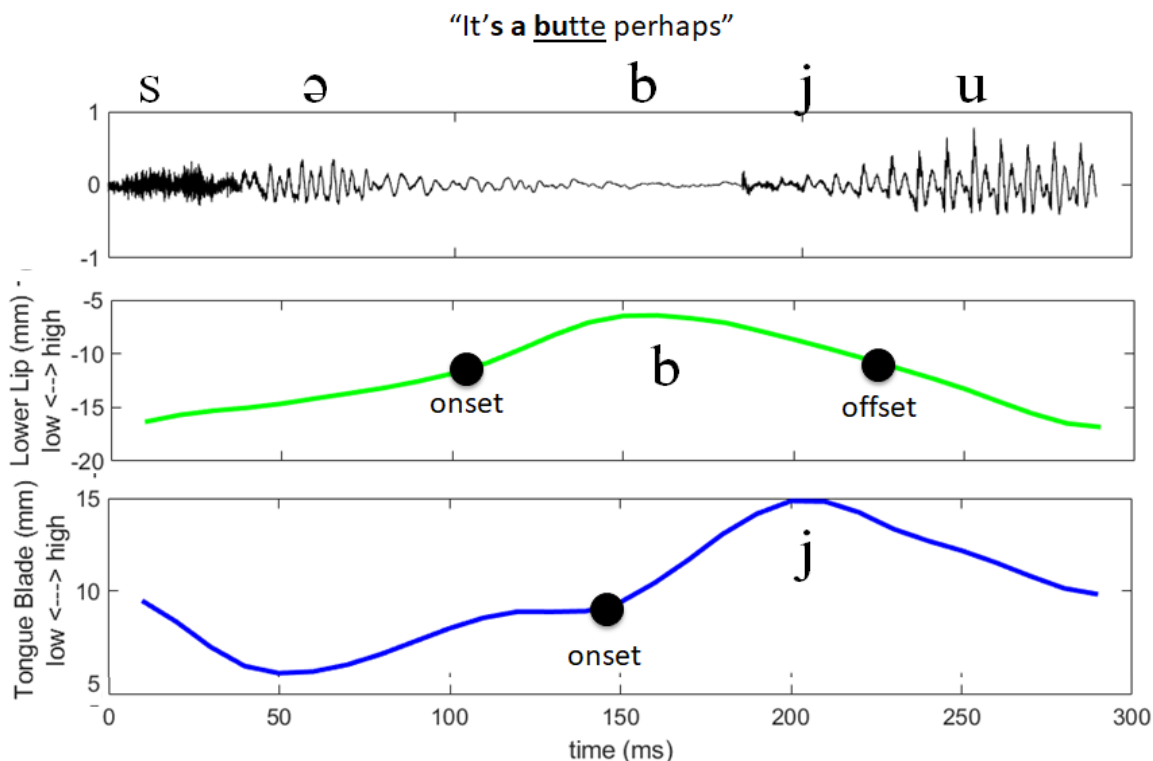 “It’s a butte perhaps”
s ə b j u
1
0
-1
Lower Lip (mm)
low <---> high
-5
-10
-15
-20
onset
b
offset
Tongue Blade (mm)
low <---> high
15
10
5
onset
j
0 50 100 150 200 250 300
time (ms)